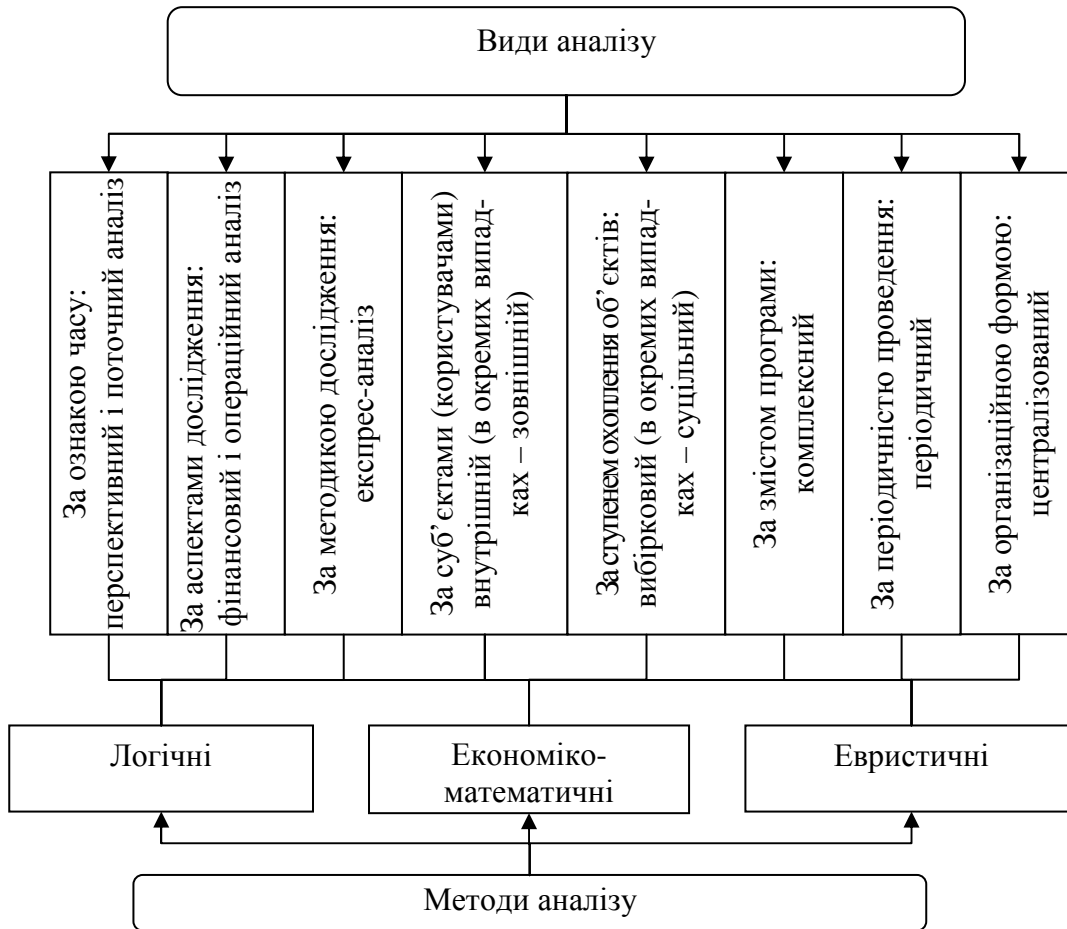 Види аналізу
За ознакою часу:
перспективний і поточний аналіз
За аспектами дослідження:
фінансовий і операційний аналіз
За методикою дослідження:
експрес-аналіз
За суб’єктами (користувачами)
внутрішній (в окремих випад-
ках – зовнішній)
Заступенем охоплення об’єктів:
вибірковий (в окремих випад-
ках – суцільний)
За змістом програми:
комплексний
За періодичністю проведення:
періодичний
За організаційною формою:
централізований
Логічні
Економіко-
математичні
Евристичні
Методи аналізу